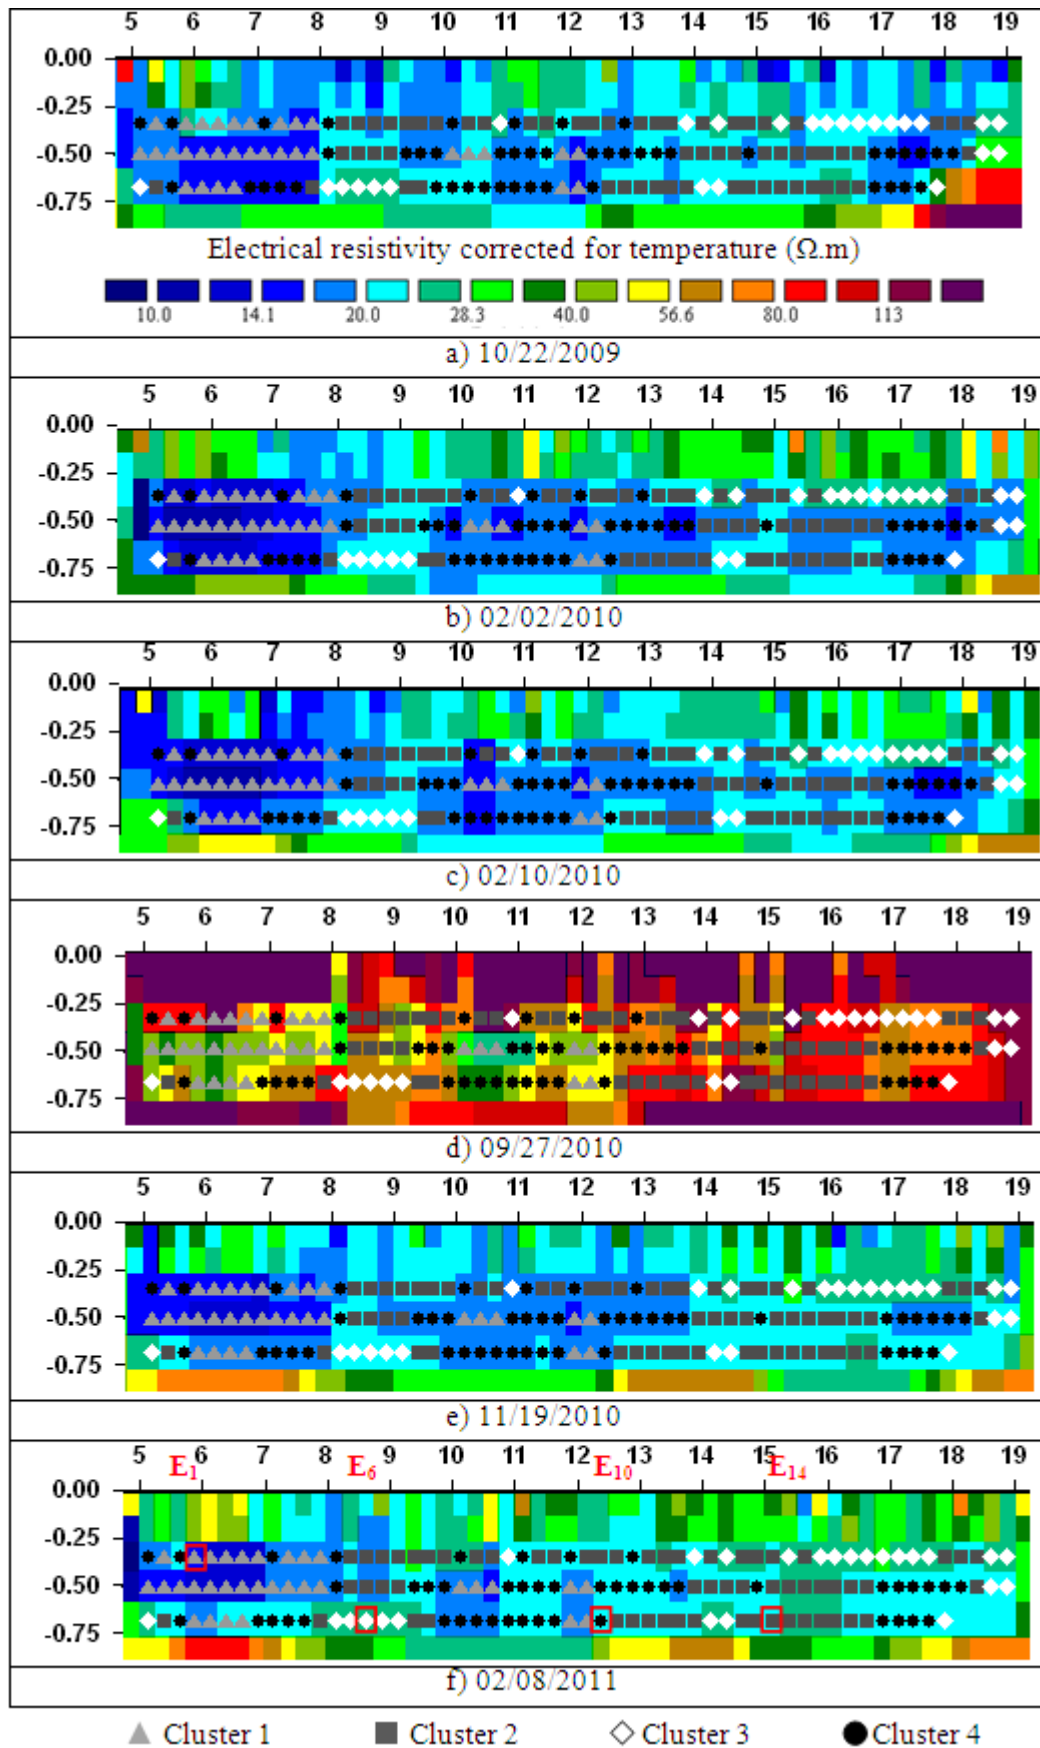 5 6 7 8 9 10 11 12 13 14 15 16 17 18 19
0.00
-0.25
-0.50
-0.75
Electrical resistivity corrected for temperature (Ω.m)
10.0 14.1 20.0 28.3 40.0 56.6 80.0 113
a) 10/22/2009
5 6 7 8 9 10 11 12 13 14 15 16 17 18 19
0.00
-0.25
-0.50
-0.75
b) 02/02/2010
5 6 7 8 9 10 11 12 13 14 15 16 17 18 19
0.00
-0.25
-0.50
-0.75
c) 02/10/2010
5 6 7 8 9 10 11 12 13 14 15 16 17 18 19
0.00
-0.25
-0.50
-0.75
d) 09/27/2010
5 6 7 8 9 10 11 12 13 14 15 16 17 18 19
0.00
-0.25
-0.50
-0.75
e) 11/19/2010
5 6 7 8 9 10 11 12 13 14 15 16 17 18 19
E1 E6 E10 E14
0.00
-0.25
-0.50
-0.75
f) 02/08/2011
Cluster 1 Cluster 2 Cluster 3 Cluster 4